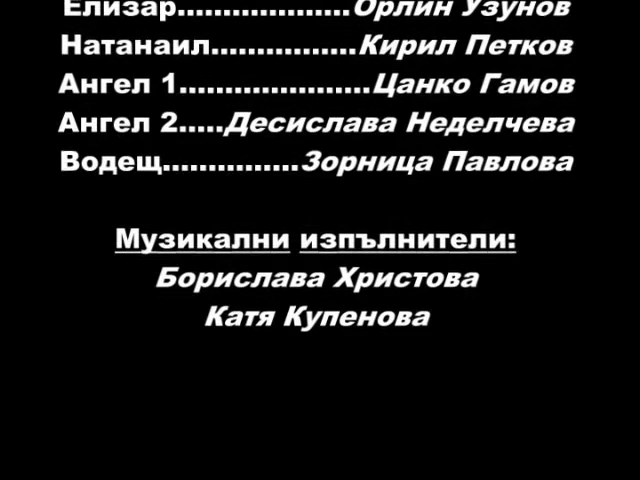 Елизар...................Орлин Узунов
Натанаил................Кирил Петков
Ангел 1.....................Цанко Гамов
Ангел 2.....Десислава Неделчева
Водещ...............Зорница Павлова
Музикални изпълнители:
Борислава Христова
Катя Купенова